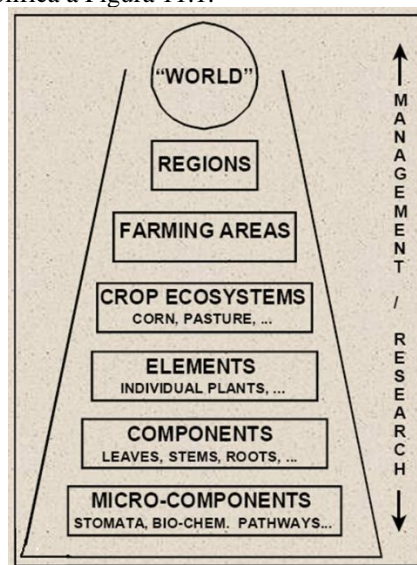 “WORLD”
REGIONS
FARMING AREAS
CROP ECOSYSTEMS
CORN, PASTURE, ...
ELEMENTS
INDIVIDUAL PLANTS, ...
COMPONENTS
LEAVES, STEMS, ROOTS, ...
MICRO-COMPONENTS
STOMATA, BIO-CHEM. PATHWAYS...
MANAGEMENT / RESEARCH